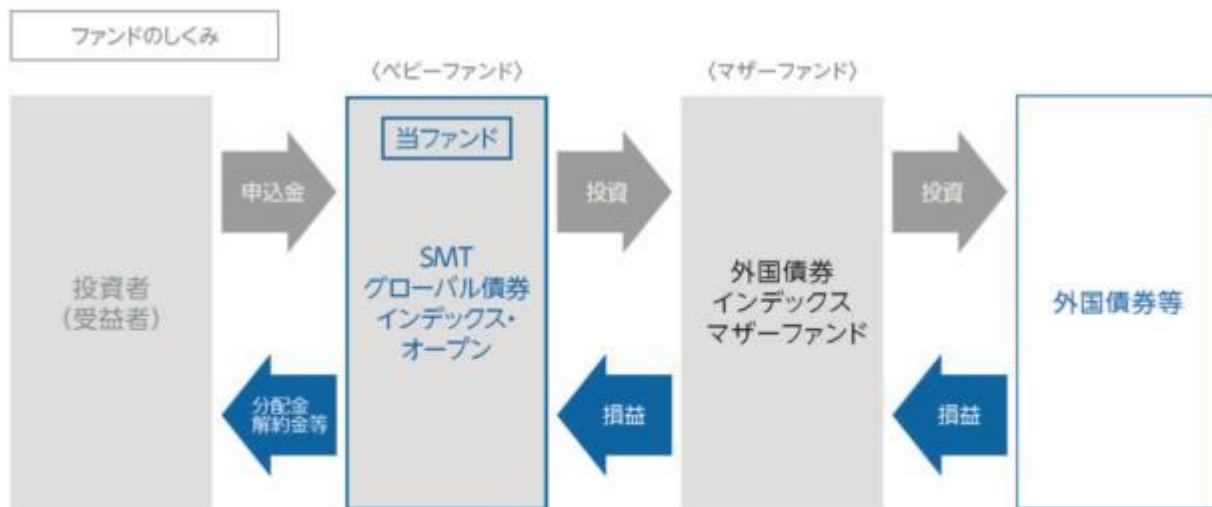 ファンドのしくみ
〈ベビーファンド〉
〈マザーファンド〉
当ファンド
申込金
投資
投資
投資者
（受益者）
SMT
グローバル債券
インデックス・
オープン
外国債券
インデックス
マザーファンド
外国債券等
分配金
解約金等
損益
損益